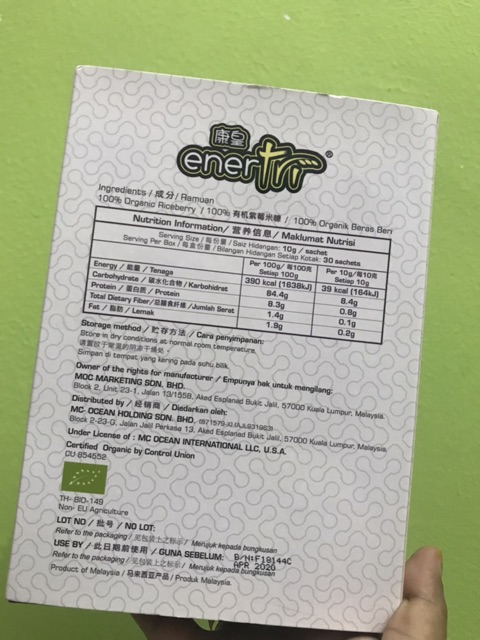 康皇
enertri®
Ingredients / 成分 / Ramuan
100% Organic Riceberry / 100% 有机紫莓米糠 / 100% Organik Beras Beri
Nutrition Information / 营养信息 / Maklumat Nutrisi
Serving Size / 每份量 / Saiz Hidangan: 10g / sachet
Serving Per Box / 每盒份量 / Bilangan Hidangan Setiap Kotak: 30 sachets
Per 100g / 每100克 Per 10g / 每10克
Setiap 100g Setiap 10g
Energy / 能量 / Tenaga 390 kcal (1638kJ) 39 kcal (164kJ)
Carbohydrate / 碳水化合物 / Karbohidrat 84.4g 8.4g
Protein / 蛋白质 / Protein 8.3g 0.8g
Total Dietary Fiber / 总膳食纤维 / Jumlah Serat 1.4g 0.1g
Fat / 脂肪 / Lemak 1.9g 0.2g
Storage method / 贮存方法 / Cara penyimpanan:
Store in dry conditions at normal room temperature.
请置放于常温的阴凉干燥处。
Simpan di tempat yang kering pada suhu bilik.
Owner of the rights for manufacturer / Empunya hak untuk mengilang:
MOC MARKETING SDN. BHD.
Block 2, Unit 23-1, Jalan 13/155B, Aked Esplanad Bukit Jalil, 57000 Kuala Lumpur, Malaysia.
Distributed by / 经销商 / Diedarkan oleh:
MC OCEAN HOLDING SDN. BHD.
Block 2-23-G, Jalan Jalil Perkasa 13, Aked Esplanad Bukit Jalil, 57000 Kuala Lumpur, Malaysia.
Under License of : MC OCEAN INTERNATIONAL LLC, U.S.A.
Certified Organic by Control Union
CU 854552
TH-BIO-149
Non- EU Agriculture
LOT NO / 批号 / NO LOT:
Refer to the packaging / 见包装上之标示 / Merujuk kepada bungkusan
B/N:F19144C
USE BY / 此日期前使用 / GUNA SEBELUM: APR 2020
Refer to the packaging / 见包装上之标示 / Merujuk kepada bungkusan
Product of Malaysia / 马来西亚产品 / Produk Malaysia.